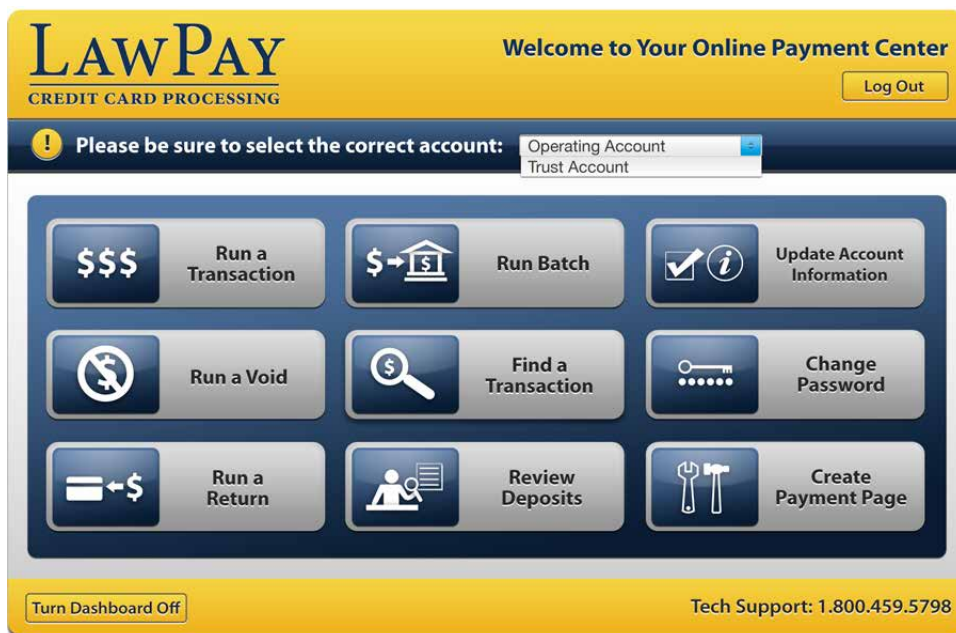 LAWPAY
CREDIT CARD PROCESSING
Welcome to Your Online Payment Center
Log Out
! Please be sure to select the correct account:
Operating Account
Trust Account
$$$
Run a
Transaction
$ $
Run Batch
i
Update Account
Information
$
Run a Void
$
Find a
Transaction
Change
Password
$
Run a
Return
Review
Deposits
Create
Payment Page
Turn Dashboard Off
Tech Support: 1.800.459.5798